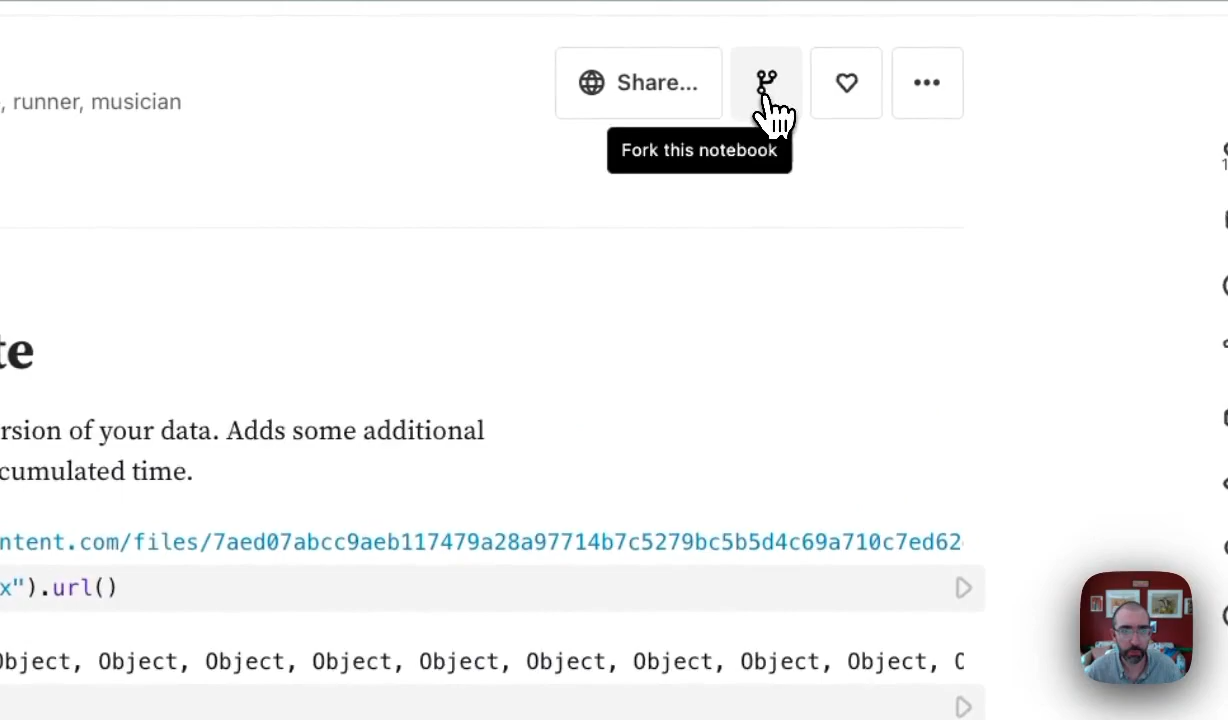 Share...
, runner, musician
Fork this notebook
te
rsion of your data. Adds some additional
cumulated time.
ntent.com/files/7aed07abcc9aeb117479a28a97714b7c5279bc5b5d4c69a710c7ed62
x").url()
Object, Object, Object, Object, Object, Object, Object, Object, Object, O